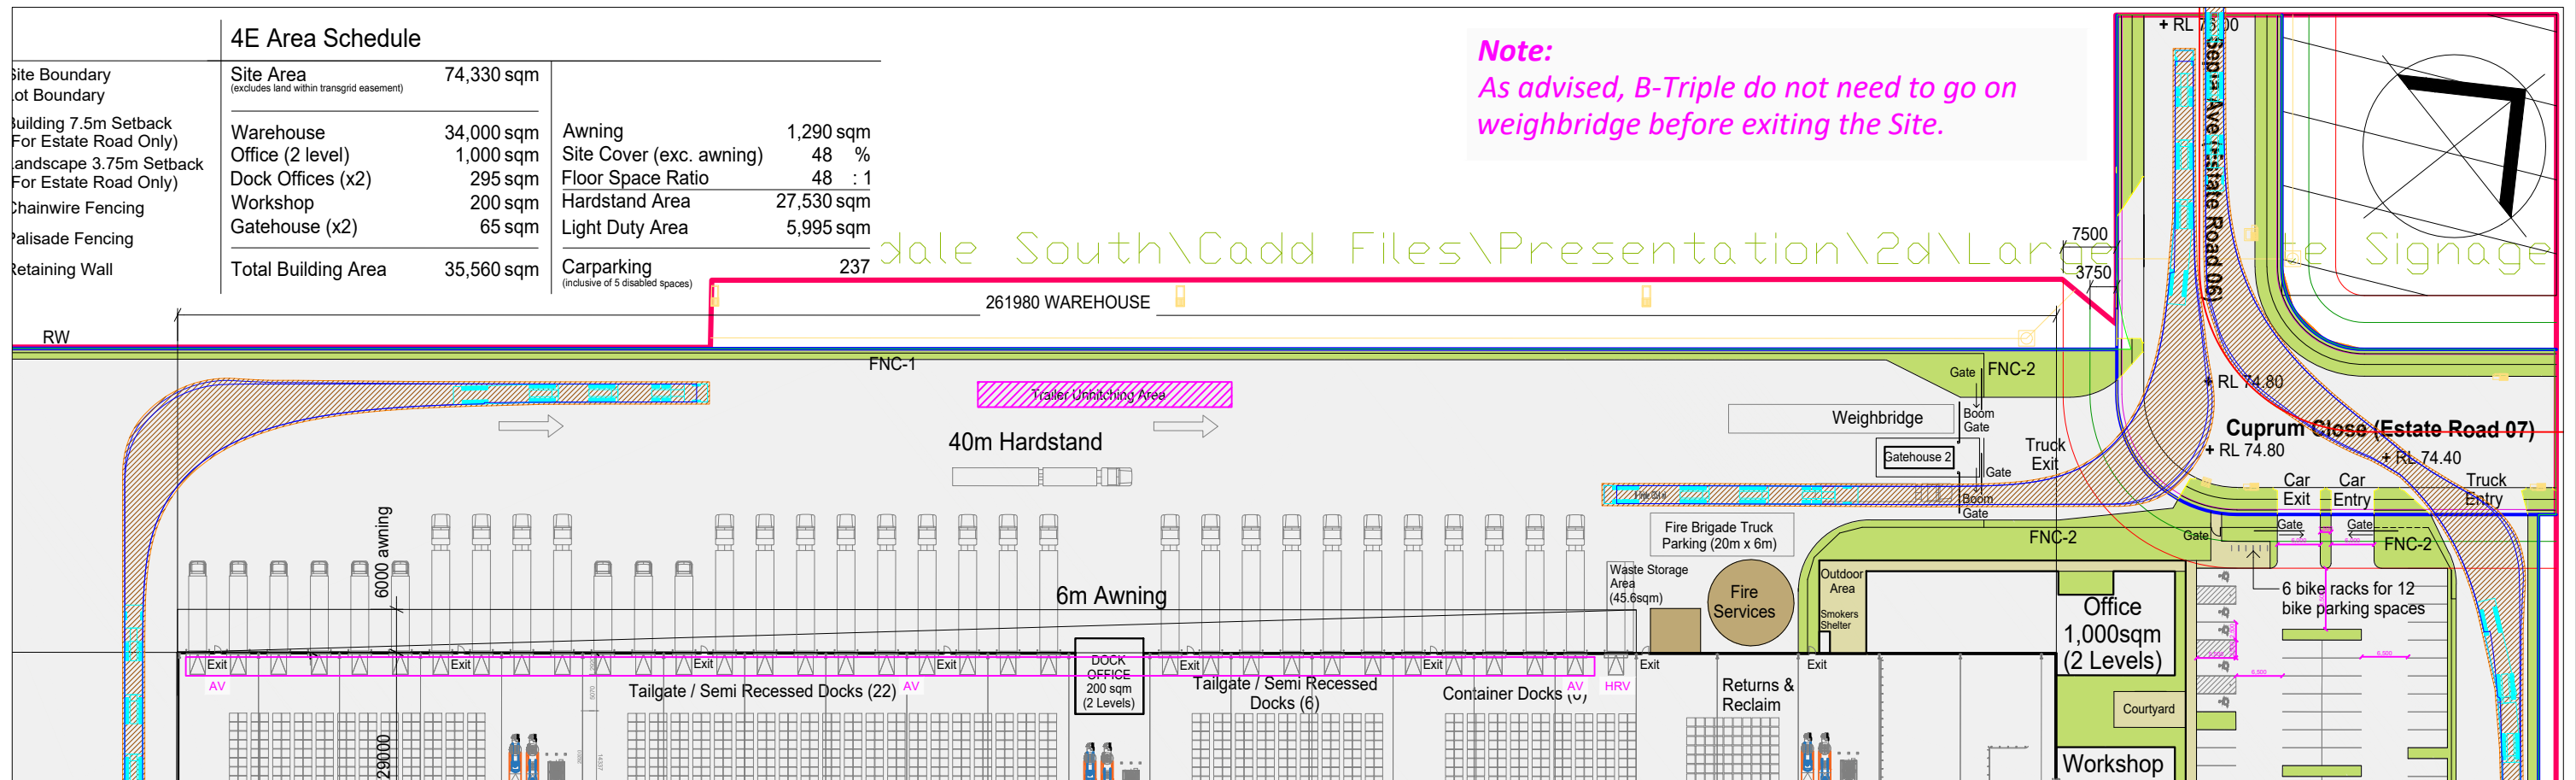 4E Area Schedule
Site Boundary
Lot Boundary
Building 7.5m Setback
(For Estate Road Only)
Landscape 3.75m Setback
(For Estate Road Only)
Chainwire Fencing
Palisade Fencing
Retaining Wall
Site Area 74,330 sqm
(excludes land within transgrid easement)
Warehouse 34,000 sqm
Office (2 level) 1,000 sqm
Dock Offices (x2) 295 sqm
Workshop 200 sqm
Gatehouse (x2) 65 sqm
Total Building Area 35,560 sqm
Awning 1,290 sqm
Site Cover (exc. awning) 48 %
Floor Space Ratio 48 : 1
Hardstand Area 27,530 sqm
Light Duty Area 5,995 sqm
Carparking 237
(inclusive of 5 disabled spaces)
Note:
As advised, B-Triple do not need to go on
weighbridge before exiting the Site.
dale South\Cadd Files\Presentation\2d\Large
Signage
Sepia Ave (Estate Road 06)
7500
3750
261980 WAREHOUSE
RW
FNC-1
Trailer Unhitching Area
40m Hardstand
Gate
FNC-2
Weighbridge
Boom
Gate
Gatehouse 2
Gate
Boom
Gate
Truck
Exit
+ RL 74.80
Cuprum Close (Estate Road 07)
+ RL 74.80
+ RL 74.40
Car
Exit
Car
Entry
Truck
Entry
Gate
Gate
Gate
FNC-2
FNC-2
6 bike racks for 12
bike parking spaces
Fire Brigade Truck
Parking (20m x 6m)
Waste Storage
Area
(45.6sqm)
Fire
Services
Outdoor
Area
Smokers
Shelter
Office
1,000sqm
(2 Levels)
Courtyard
Workshop
6000 awning
6m Awning
29000
Exit
Exit
Exit
Exit
Exit
Exit
Exit
Exit
AV
AV
AV
HRV
DOCK
OFFICE
200 sqm
(2 Levels)
Tailgate / Semi Recessed Docks (22)
Tailgate / Semi Recessed
Docks (6)
Container Docks
Returns &
Reclaim